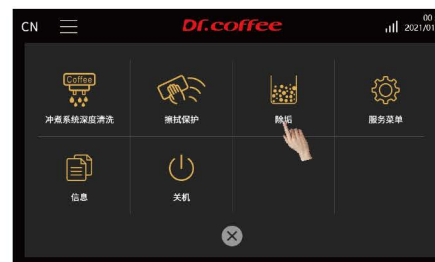 CN
Dr.coffee
00
2021/01
Coffee
冲煮系统深度清洗
擦拭保护
除垢
服务菜单
信息
关机